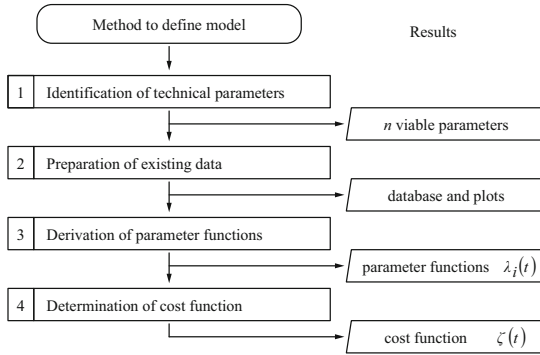 Method to define model
Results
1 Identification of technical parameters
n viable parameters
2 Preparation of existing data
database and plots
3 Derivation of parameter functions
parameter functions λi(t)
4 Determination of cost function
cost function ζ(t)